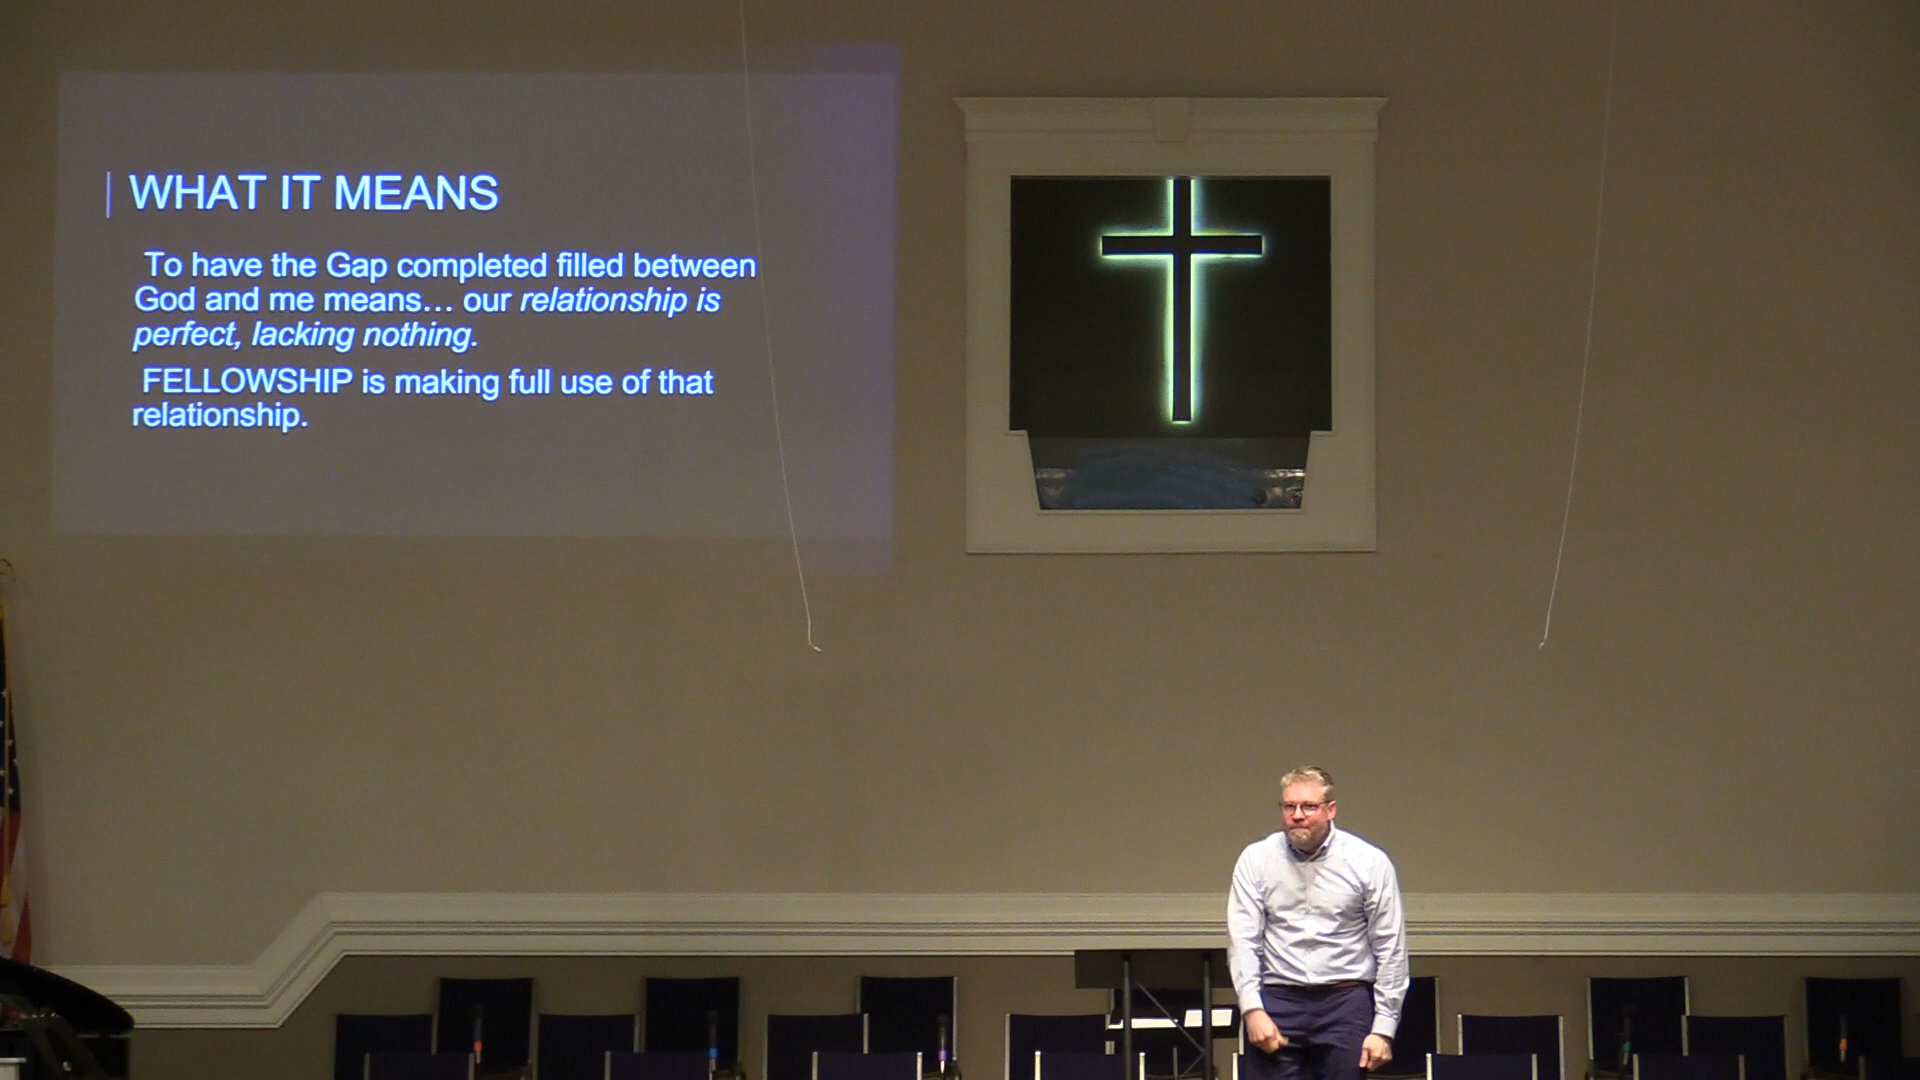 WHAT IT MEANS
To have the Gap completed filled between
God and me means… our relationship is
perfect, lacking nothing.
FELLOWSHIP is making full use of that
relationship.